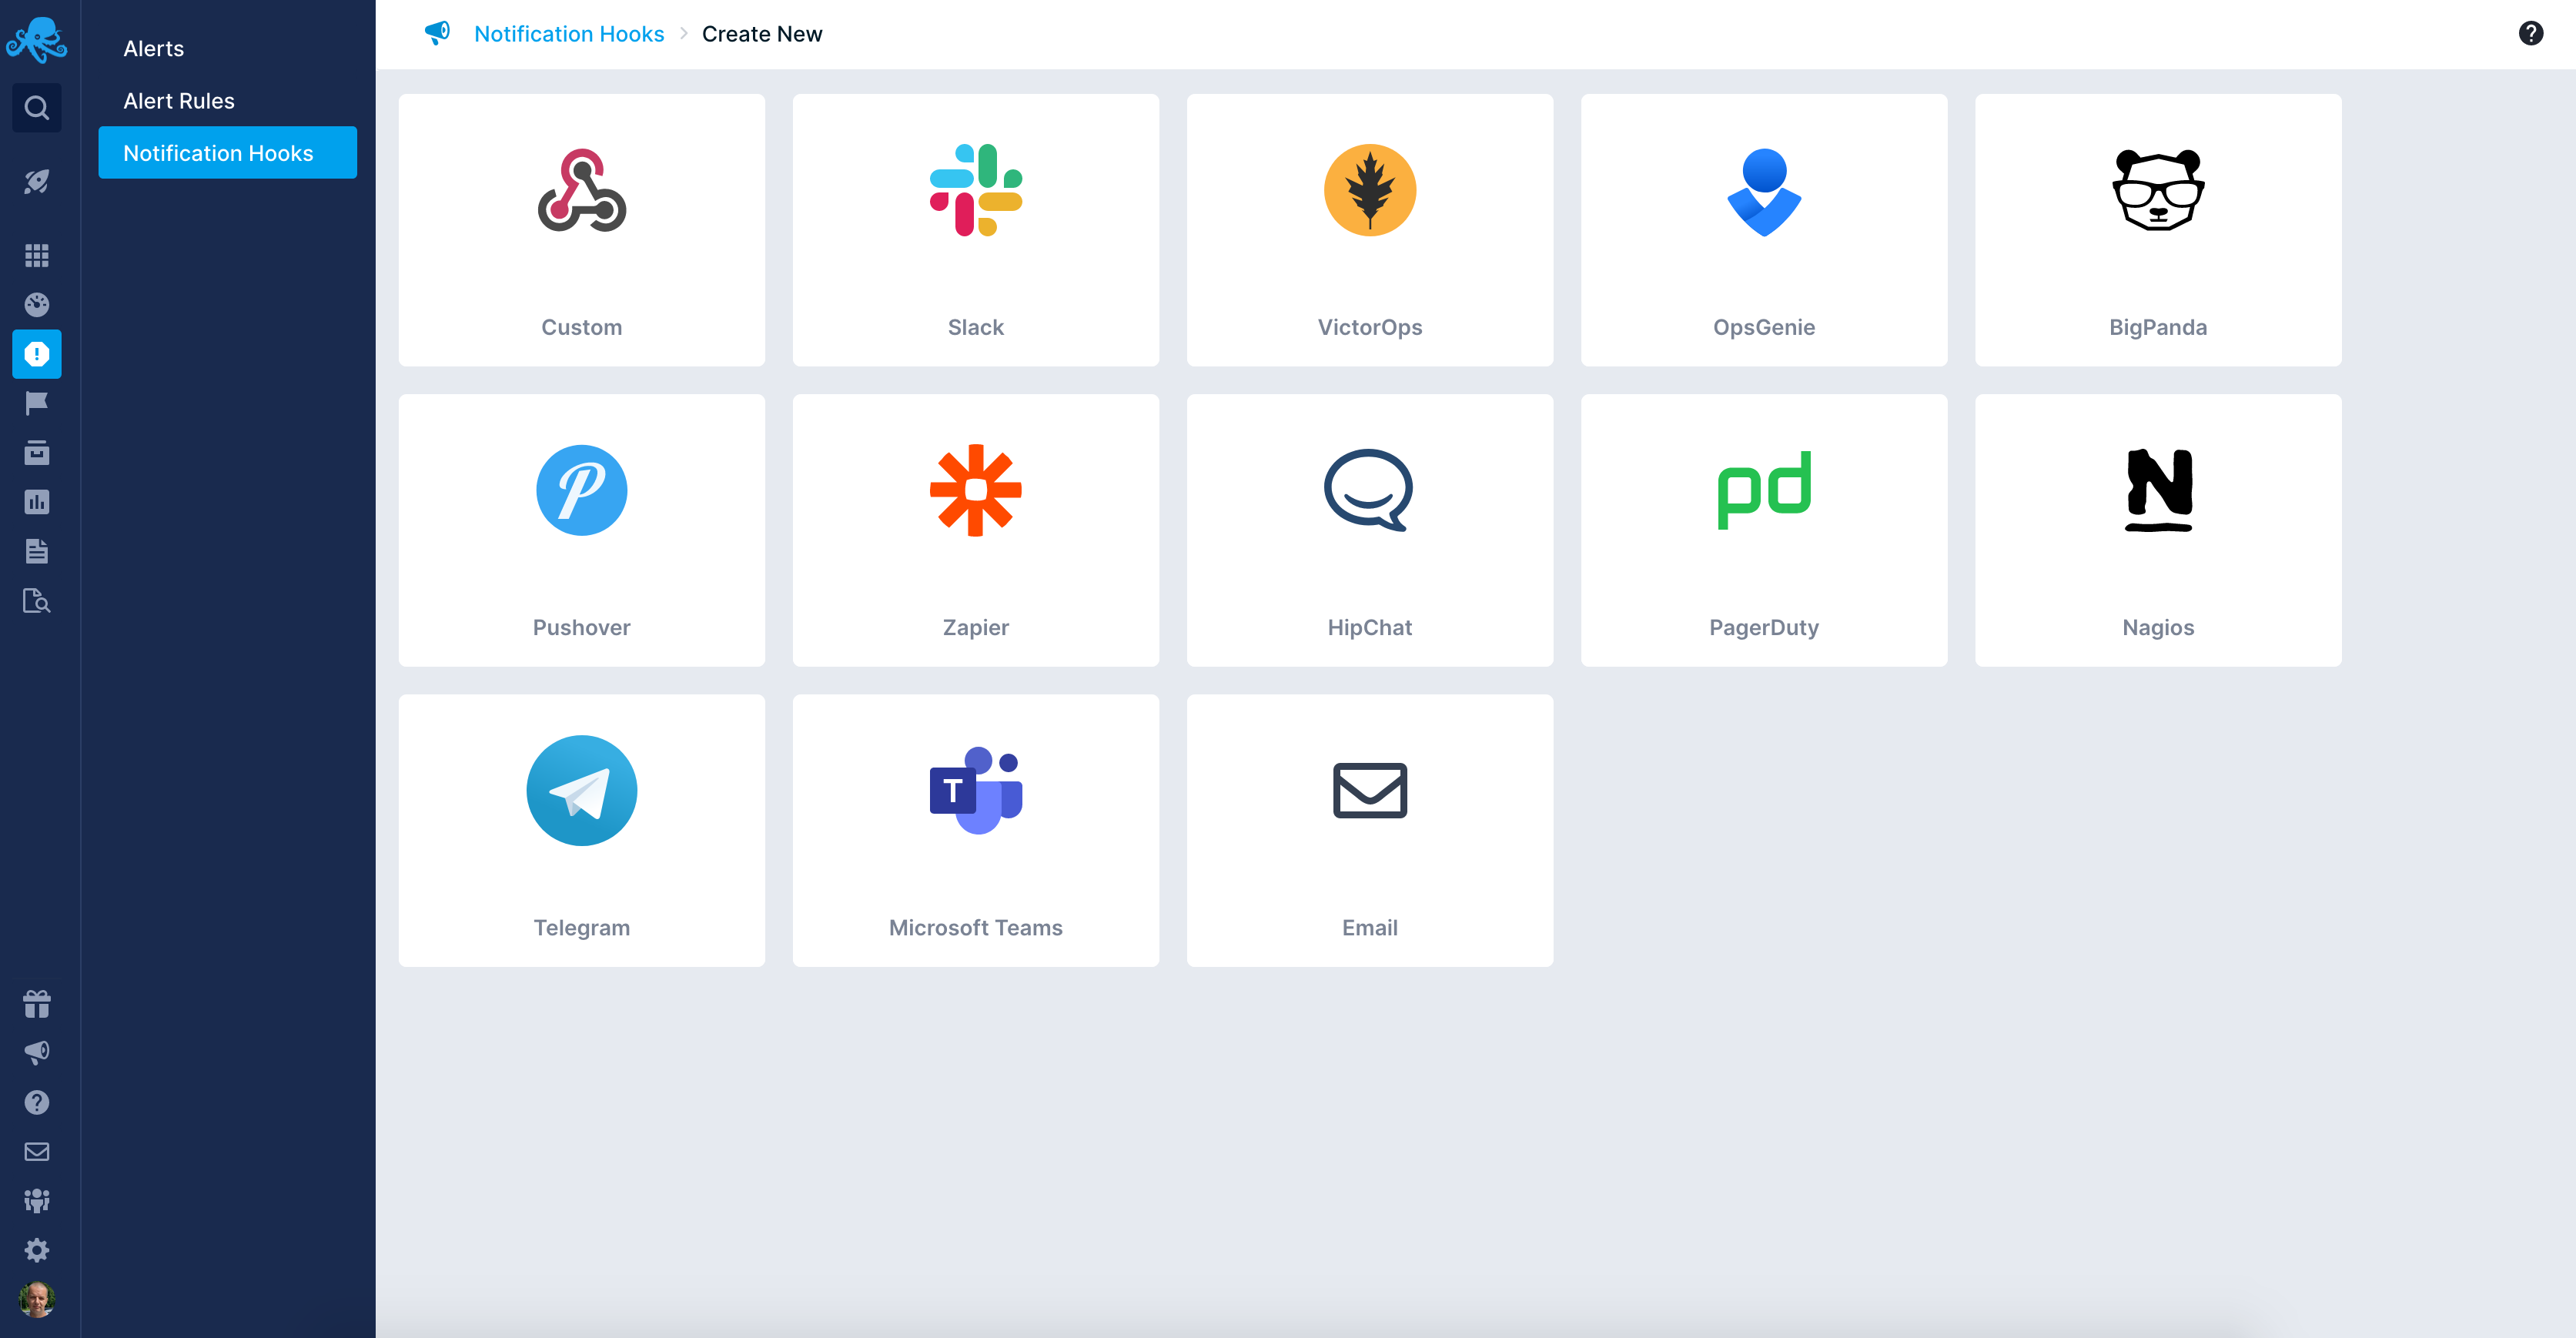 Alerts
Alert Rules
Notification Hooks
Notification Hooks > Create New
Custom
Slack
VictorOps
OpsGenie
BigPanda
Pushover
Zapier
HipChat
pd
PagerDuty
N
Nagios
Telegram
T
Microsoft Teams
Email